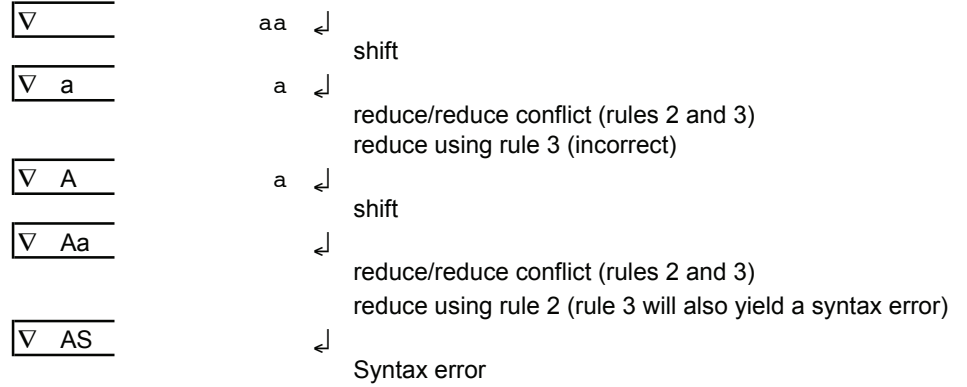 ∇ aa ↲
shift
∇ a a ↲
reduce/reduce conflict (rules 2 and 3)
reduce using rule 3 (incorrect)
∇ A a ↲
shift
∇ Aa ↲
reduce/reduce conflict (rules 2 and 3)
reduce using rule 2 (rule 3 will also yield a syntax error)
∇ AS ↲
Syntax error